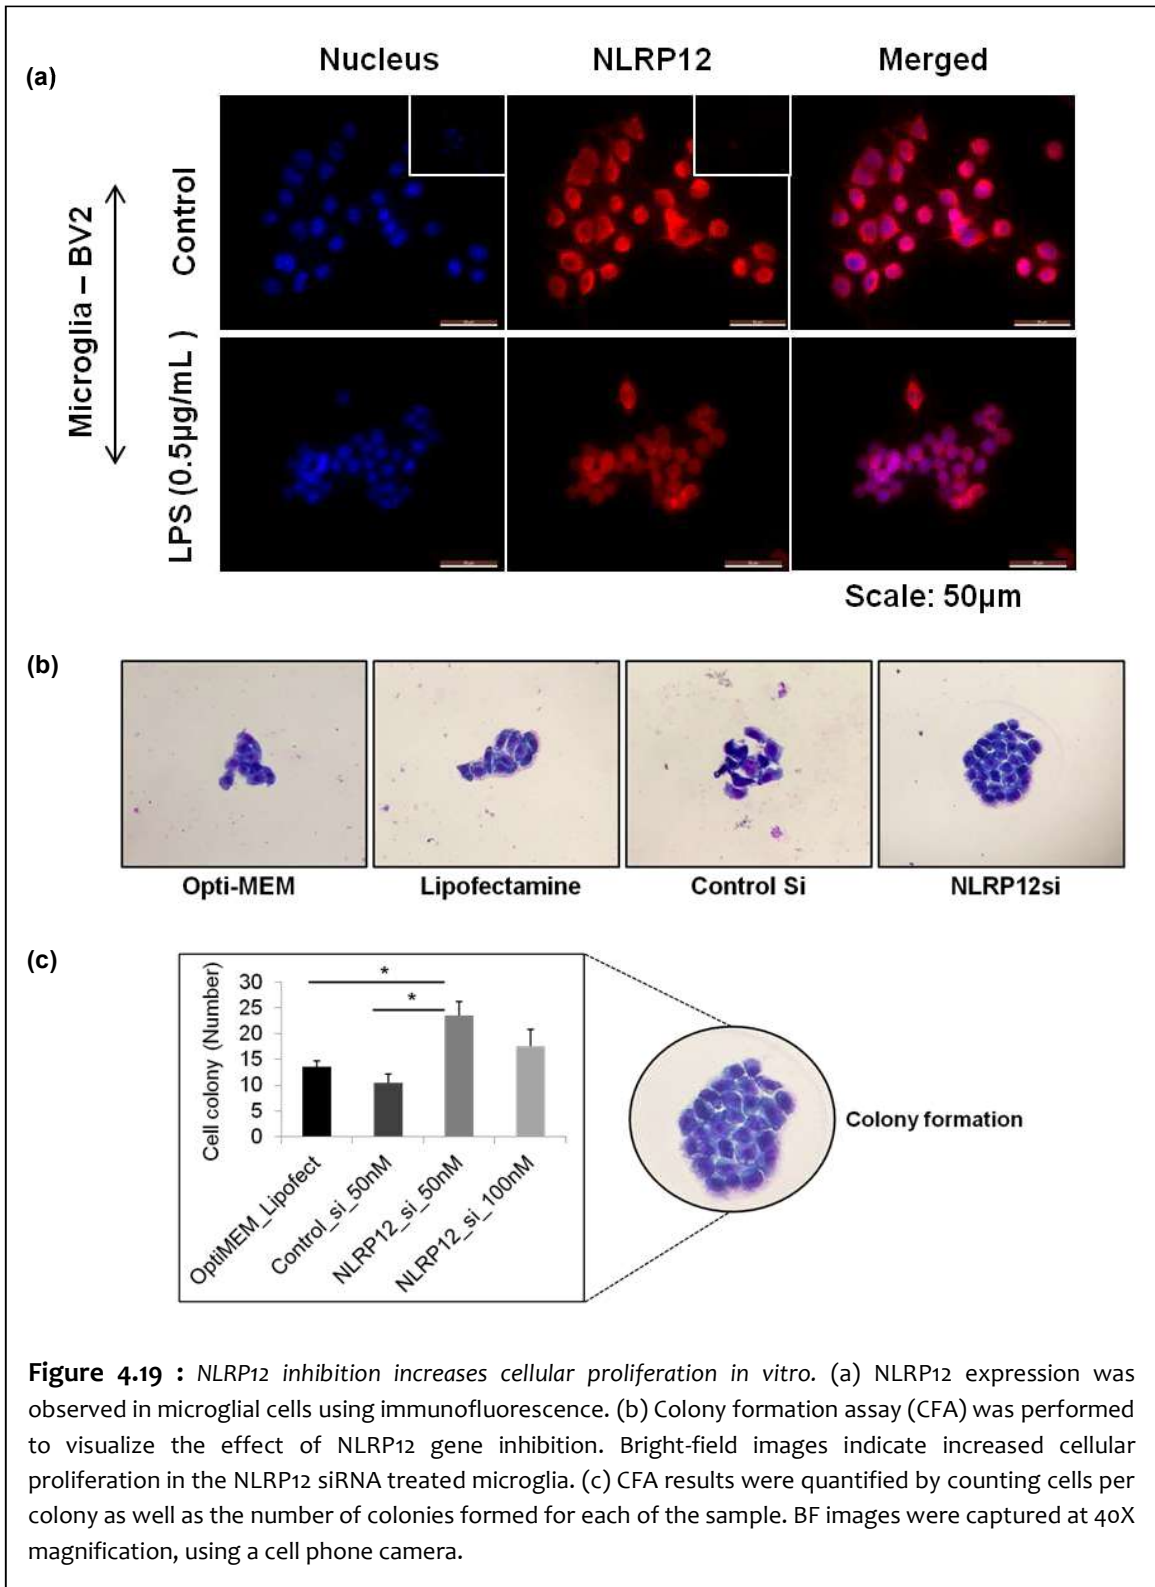 (a)
Nucleus
NLRP12
Merged
Microglia – BV2
Control
LPS (0.5µg/mL )
Scale: 50µm
(b)
Opti-MEM
Lipofectamine
Control Si
NLRP12si
(c)
Cell colony (Number)
30
25
20
15
10
5
0
*
*
OptiMEM_Lipofect
Control_si_50nM
NLRP12_si_50nM
NLRP12_si_100nM
Colony formation
Figure 4.19 : NLRP12 inhibition increases cellular proliferation in vitro. (a) NLRP12 expression was
observed in microglial cells using immunofluorescence. (b) Colony formation assay (CFA) was performed
to visualize the effect of NLRP12 gene inhibition. Bright-field images indicate increased cellular
proliferation in the NLRP12 siRNA treated microglia. (c) CFA results were quantified by counting cells per
colony as well as the number of colonies formed for each of the sample. BF images were captured at 40X
magnification, using a cell phone camera.